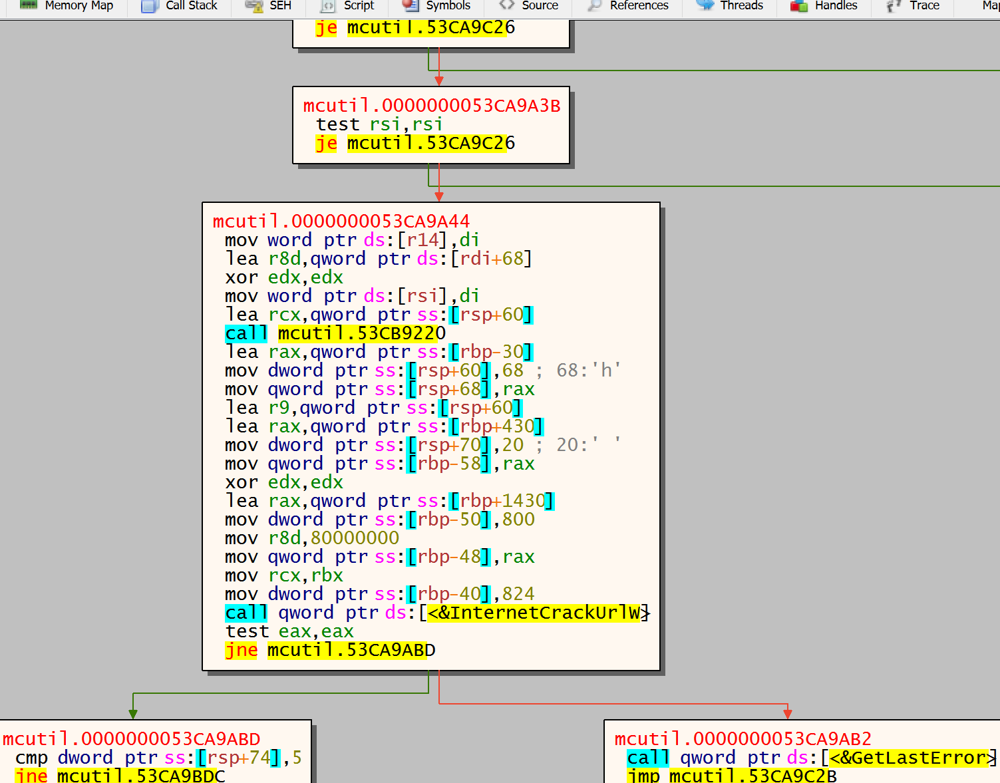 Memory Map Call Stack SEH Script Symbols Source References Threads Handles Trace
je mcutil.53CA9C26
mcutil.0000000053CA9A3B
test rsi,rsi
je mcutil.53CA9C26
mcutil.0000000053CA9A44
mov word ptr ds:[r14],di
lea r8d,qword ptr ds:[rdi+68]
xor edx,edx
mov word ptr ds:[rsi],di
lea rcx,qword ptr ss:[rsp+60]
call mcutil.53CB9220
lea rax,qword ptr ss:[rbp-30]
mov dword ptr ss:[rsp+60],68 ; 68:'h'
mov qword ptr ss:[rsp+68],rax
lea r9,qword ptr ss:[rsp+60]
lea rax,qword ptr ss:[rbp+430]
mov dword ptr ss:[rsp+70],20 ; 20:' '
mov qword ptr ss:[rbp-58],rax
xor edx,edx
lea rax,qword ptr ss:[rbp+1430]
mov dword ptr ss:[rbp-50],800
mov r8d,80000000
mov qword ptr ss:[rbp-48],rax
mov rcx,rbx
mov dword ptr ss:[rbp-40],824
call qword ptr ds:[<&InternetCrackUrlW>]
test eax,eax
jne mcutil.53CA9ABD
mcutil.0000000053CA9ABD
cmp dword ptr ss:[rsp+74],5
jne mcutil.53CA9BDC
mcutil.0000000053CA9AB2
call qword ptr ds:[<&GetLastError>]
jmp mcutil.53CA9C2B